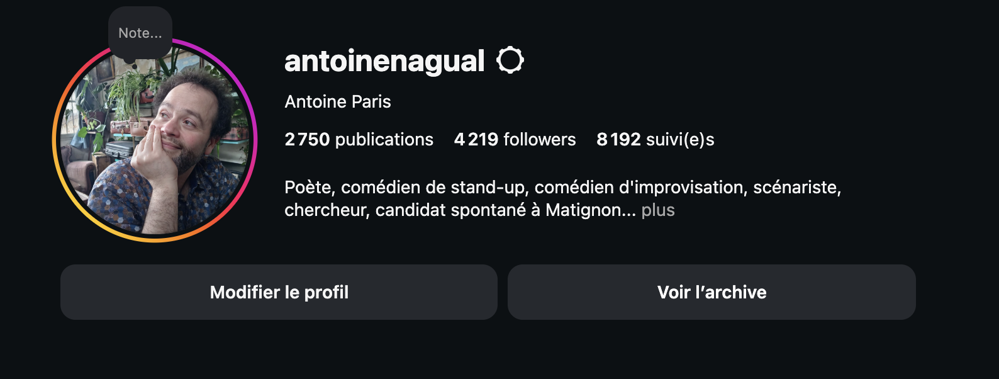 Note...
antoinenagual
Antoine Paris
2 750 publications 4 219 followers 8 192 suivi(e)s
Poète, comédien de stand-up, comédien d'improvisation, scénariste,
chercheur, candidat spontané à Matignon... plus
Modifier le profil
Voir l’archive